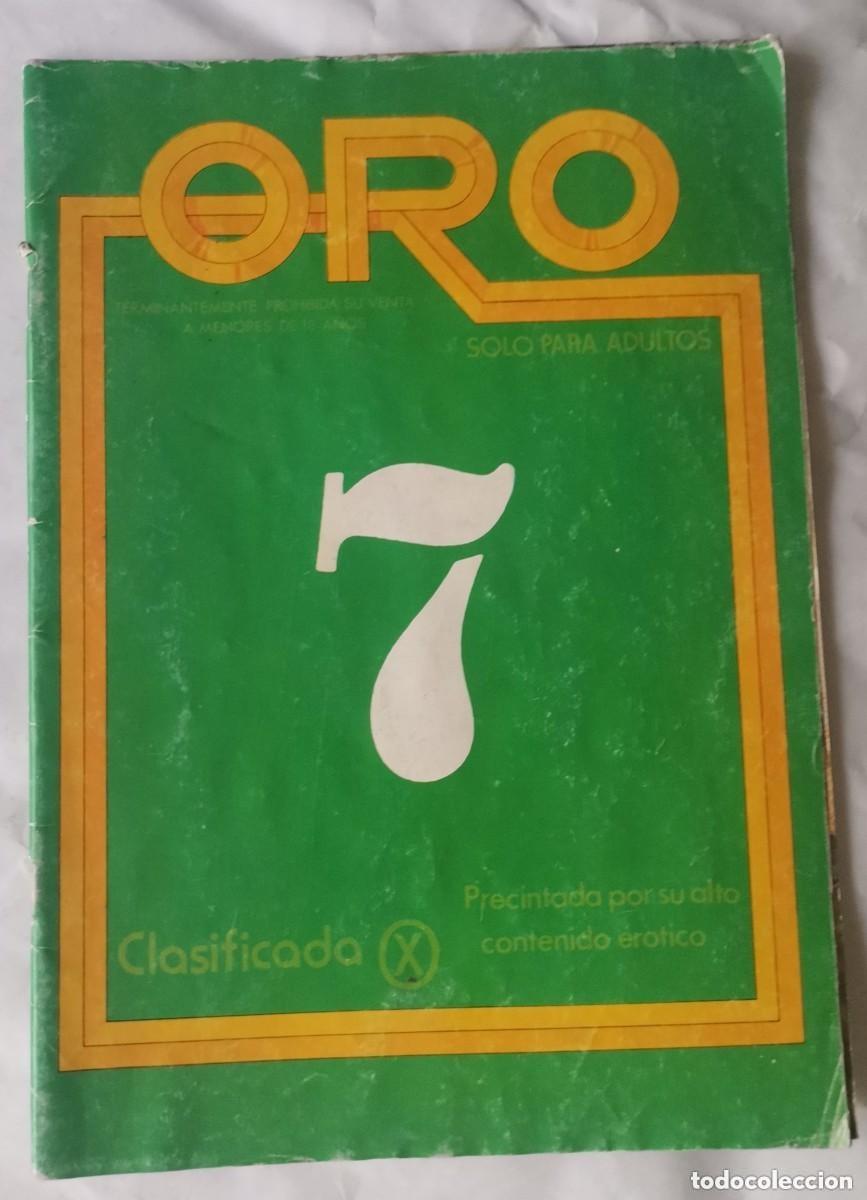 ORO
TERMINANTEMENTE PROHIBIDA SU VENTA
A MENORES DE 18 AÑOS
SOLO PARA ADULTOS
7
Precintada por su alto
contenido erotico
Clasificada X
todocoleccion